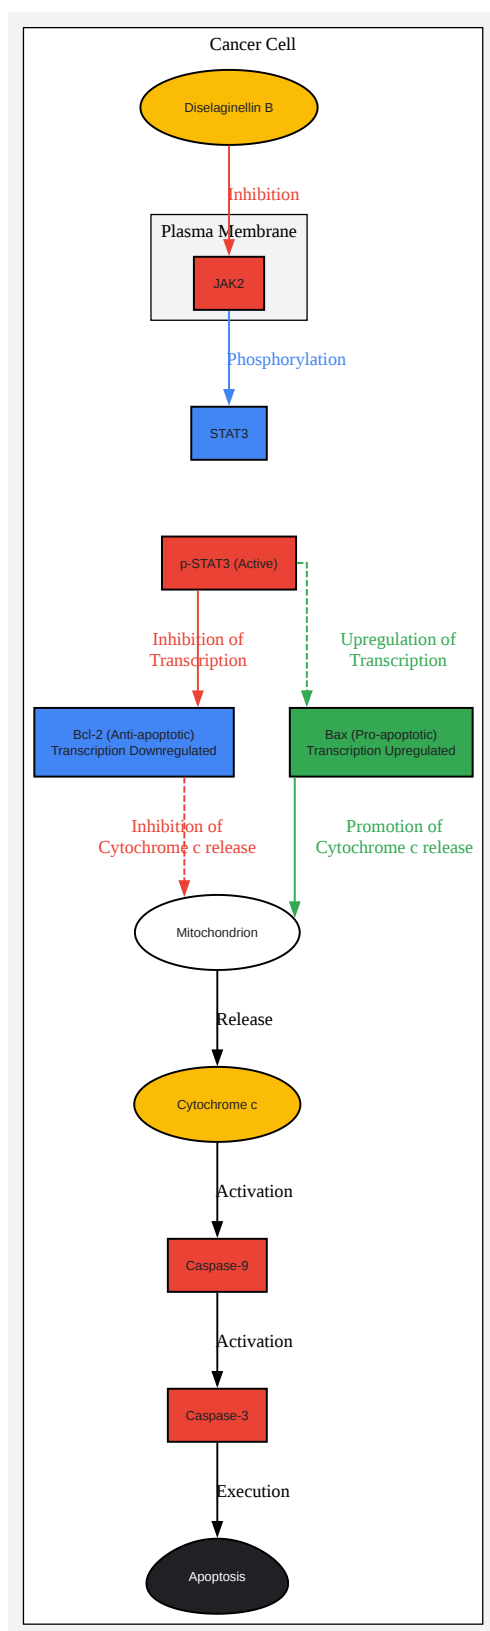 Cancer Cell
Diselaginellin B
Inhibition
Plasma Membrane
JAK2
Phosphorylation
STAT3
p-STAT3 (Active)
Inhibition of
Transcription
Upregulation of
Transcription
Bcl-2 (Anti-apoptotic)
Transcription Downregulated
Bax (Pro-apoptotic)
Transcription Upregulated
Inhibition of
Cytochrome c release
Promotion of
Cytochrome c release
Mitochondrion
Release
Cytochrome c
Activation
Caspase-9
Activation
Caspase-3
Execution
Apoptosis